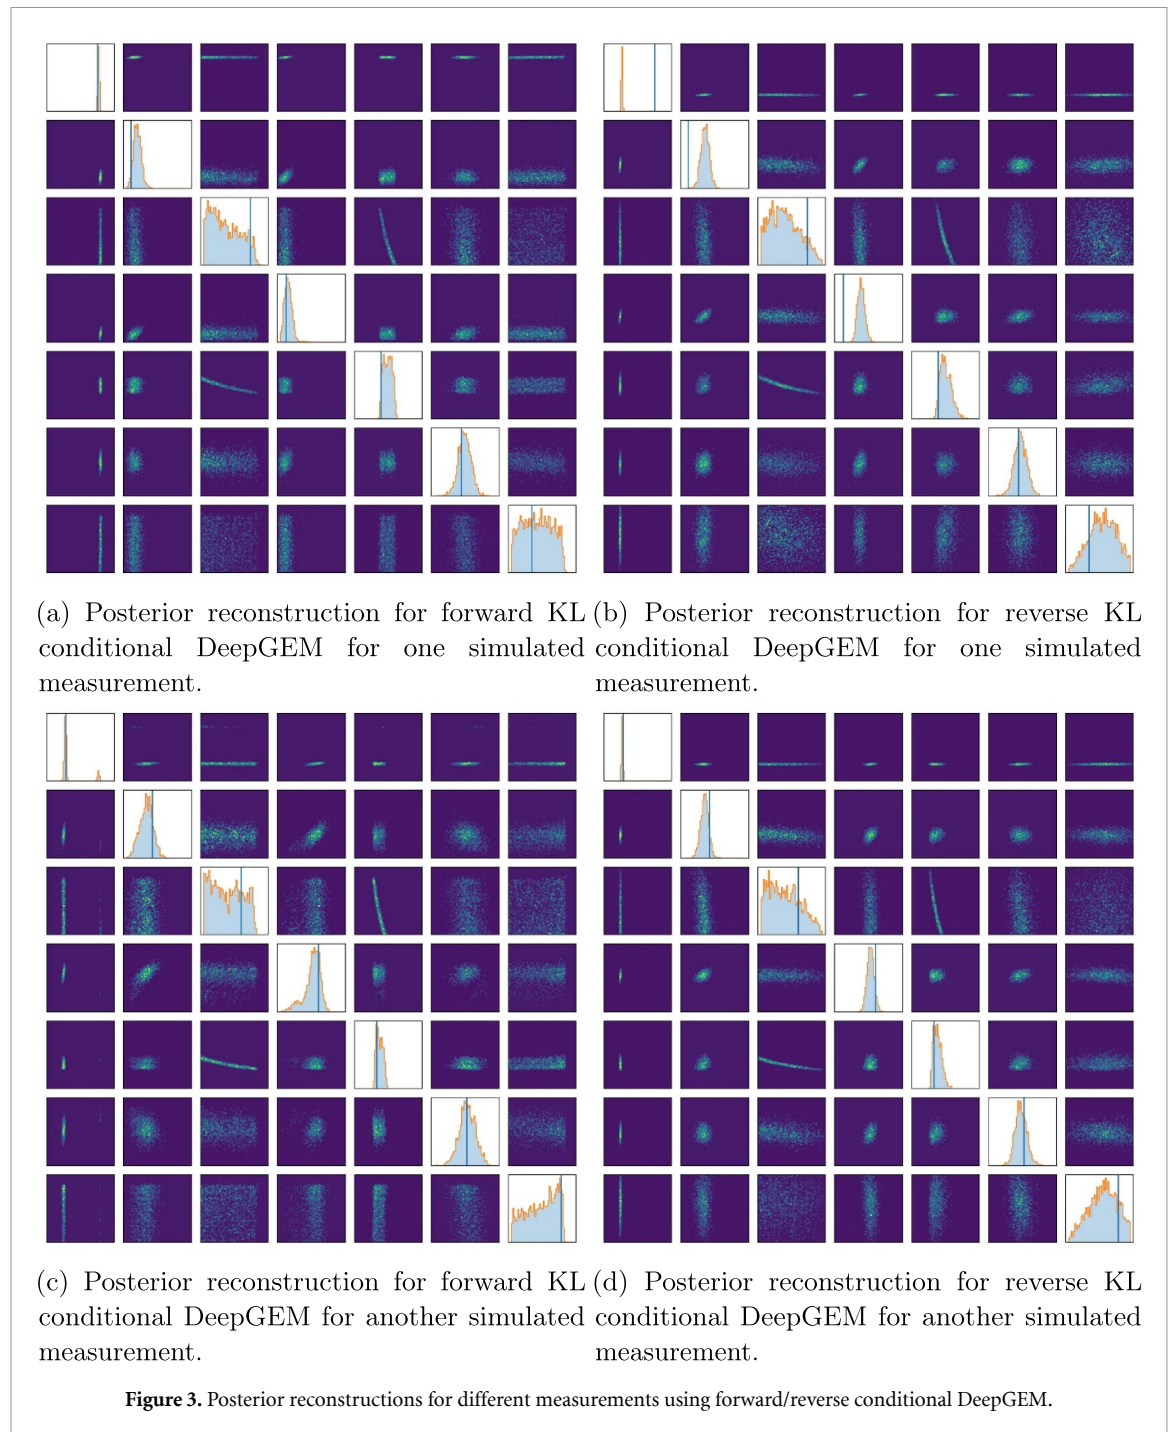 (a) Posterior reconstruction for forward KL
conditional DeepGEM for one simulated
measurement.
(b) Posterior reconstruction for reverse KL
conditional DeepGEM for one simulated
measurement.
(c) Posterior reconstruction for forward KL
conditional DeepGEM for another simulated
measurement.
(d) Posterior reconstruction for reverse KL
conditional DeepGEM for another simulated
measurement.
Figure 3. Posterior reconstructions for different measurements using forward/reverse conditional DeepGEM.